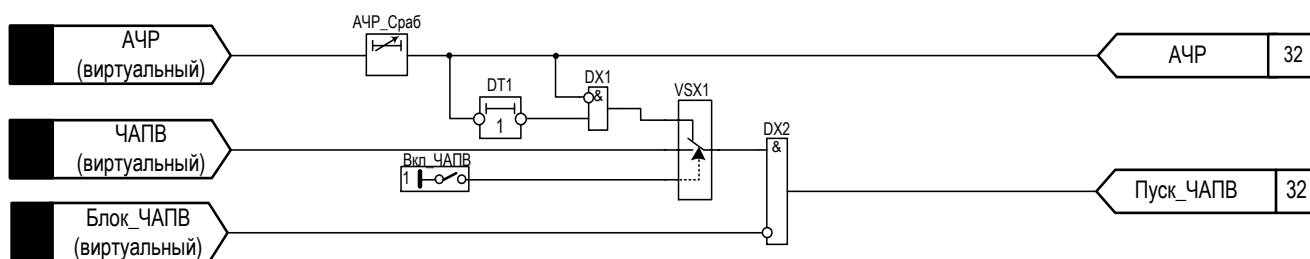 АЧР
(виртуальный)
АЧР_Сраб
АЧР
32
DT1
1
DX1
&
VSX1
ЧАПВ
(виртуальный)
Вкл_ЧАПВ
1
DX2
&
Пуск_ЧАПВ
32
Блок_ЧАПВ
(виртуальный)